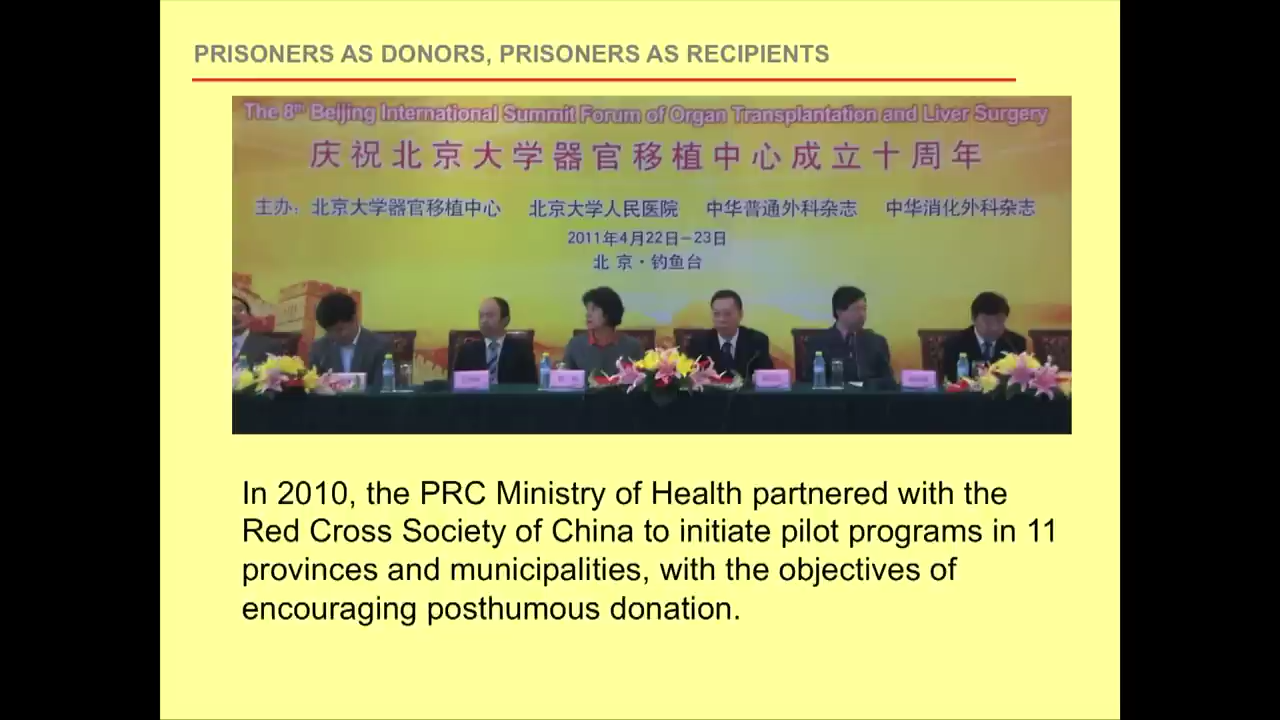 PRISONERS AS DONORS, PRISONERS AS RECIPIENTS
The 8th Beijing International Summit Forum of Organ Transplantation and Liver Surgery
庆祝北京大学器官移植中心成立十周年
主办：北京大学器官移植中心 北京大学人民医院 中华普通外科杂志 中华消化外科杂志
2011年4月22日-23日
北京·钓鱼台
In 2010, the PRC Ministry of Health partnered with the
Red Cross Society of China to initiate pilot programs in 11
provinces and municipalities, with the objectives of
encouraging posthumous donation.